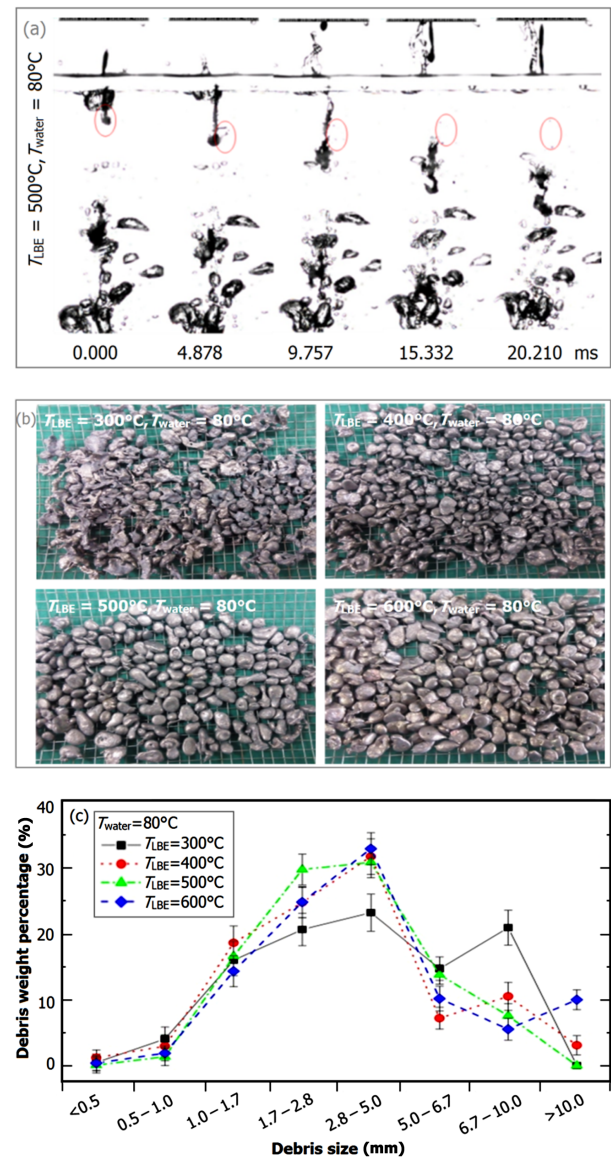 (a)
T_LBE = 500°C, T_water = 80°C
0.000 4.878 9.757 15.332 20.210 ms
(b)
T_LBE = 300°C, T_water = 80°C
T_LBE = 400°C, T_water = 80°C
T_LBE = 500°C, T_water = 80°C
T_LBE = 600°C, T_water = 80°C
(c)
T_water=80°C
T_LBE=300°C
T_LBE=400°C
T_LBE=500°C
T_LBE=600°C
Debris weight percentage (%)
40
30
20
10
0
<0.5 0.5–1.0 1.0–1.7 1.7–2.8 2.8–5.0 5.0–6.7 6.7–10.0 >10.0
Debris size (mm)